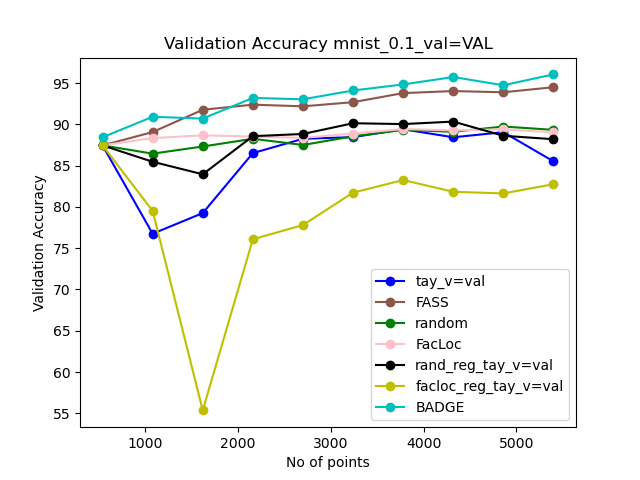 Validation Accuracy mnist_0.1_val=VAL
Validation Accuracy
95
90
85
80
75
70
65
60
55
1000
2000
3000
4000
5000
No of points
tay_v=val
FASS
random
FacLoc
rand_reg_tay_v=val
facloc_reg_tay_v=val
BADGE